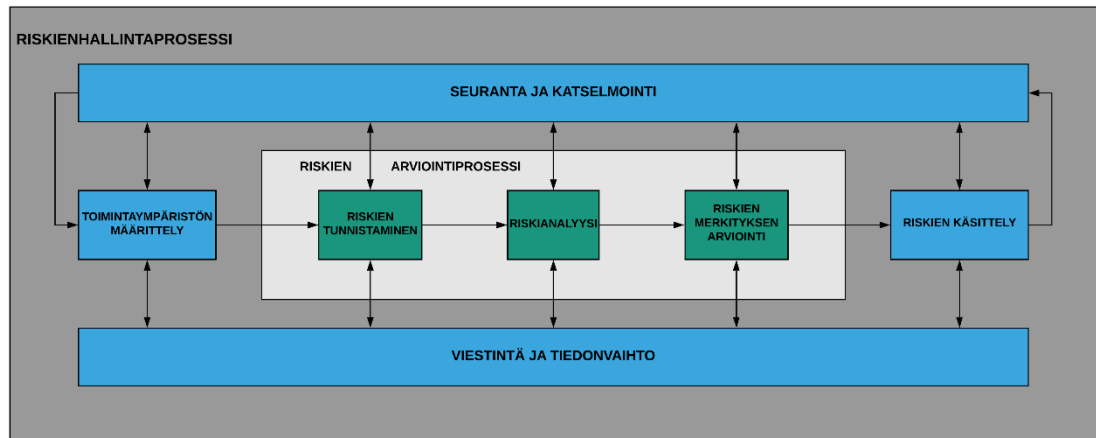 RISKIENHALLINTAPROSESSI
SEURANTA JA KATSELMOINTI
RISKIEN ARVIOINTIPROSESSI
TOIMINTAYMPÄRISTÖN
MÄÄRITTELY
RISKIEN
TUNNISTAMINEN
RISKIANALYYSI
RISKIEN
MERKITYKSEN
ARVIOINTI
RISKIEN KÄSITTELY
VIESTINTÄ JA TIEDONVAIHTO